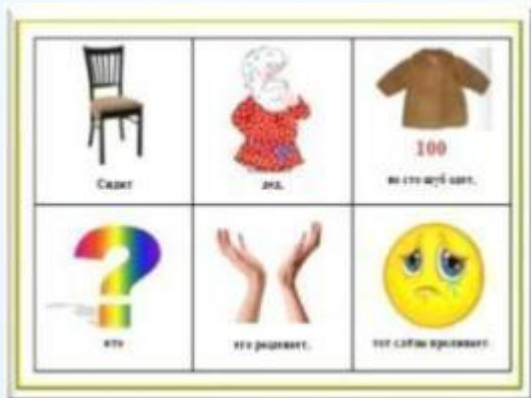 Сидит
дед,
во сто шуб одет,
100
кто
его раздевает,
тот слёзы проливает